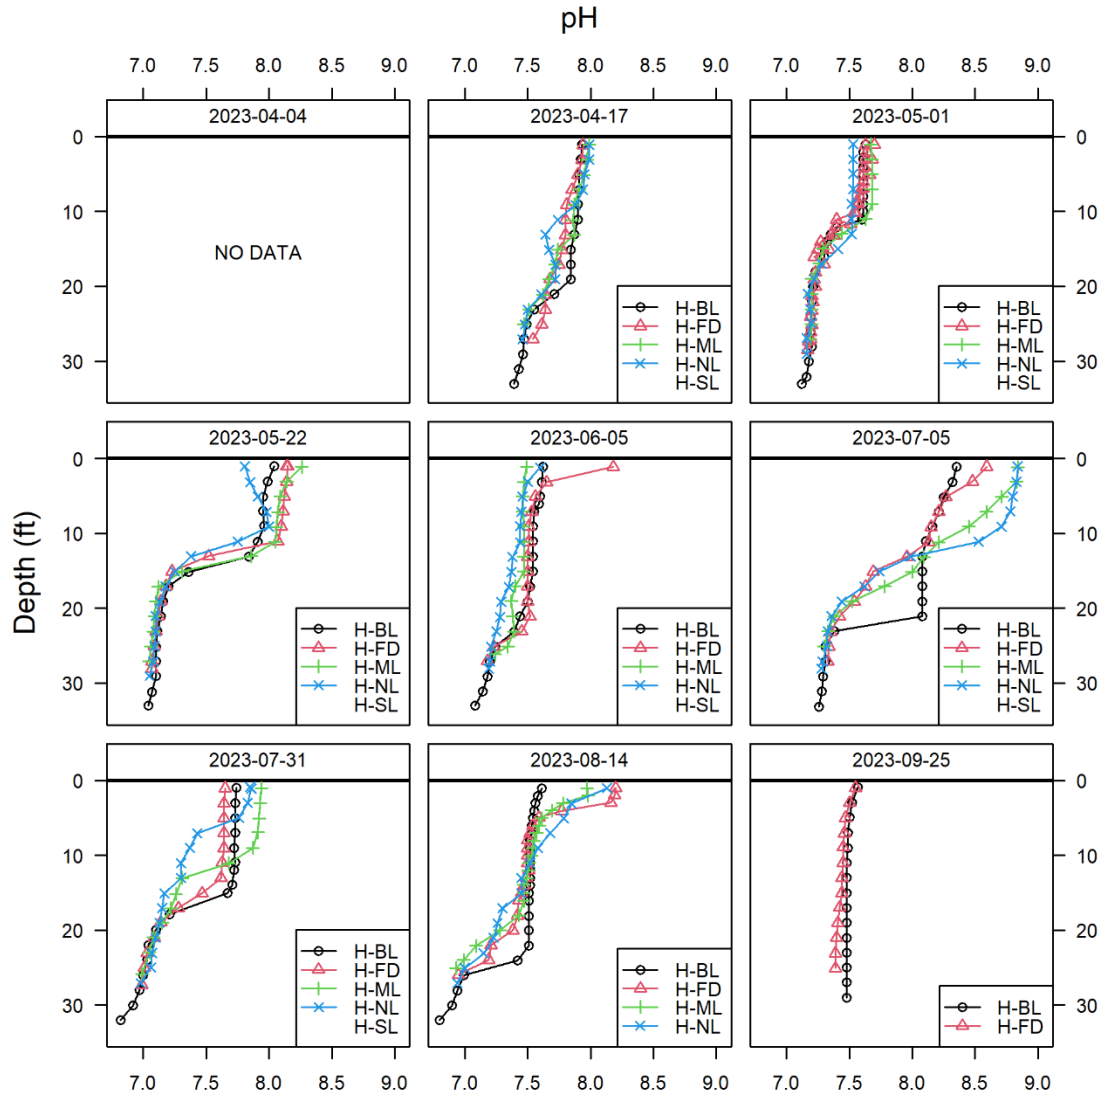 pH
7.0 7.5 8.0 8.5 9.0 7.0 7.5 8.0 8.5 9.0 7.0 7.5 8.0 8.5 9.0
2023-04-04 2023-04-17 2023-05-01
0 0
10 10
NO DATA
20 20
30 30
H-BL
H-FD
H-ML
H-NL
H-SL
H-BL
H-FD
H-ML
H-NL
H-SL
Depth (ft)
2023-05-22 2023-06-05 2023-07-05
0 0
10 10
20 20
30 30
H-BL
H-FD
H-ML
H-NL
H-SL
H-BL
H-FD
H-ML
H-NL
H-SL
H-BL
H-FD
H-ML
H-NL
H-SL
2023-07-31 2023-08-14 2023-09-25
0 0
10 10
20 20
30 30
H-BL
H-FD
H-ML
H-NL
H-SL
H-BL
H-FD
H-ML
H-NL
H-BL
H-FD
7.0 7.5 8.0 8.5 9.0 7.0 7.5 8.0 8.5 9.0 7.0 7.5 8.0 8.5 9.0